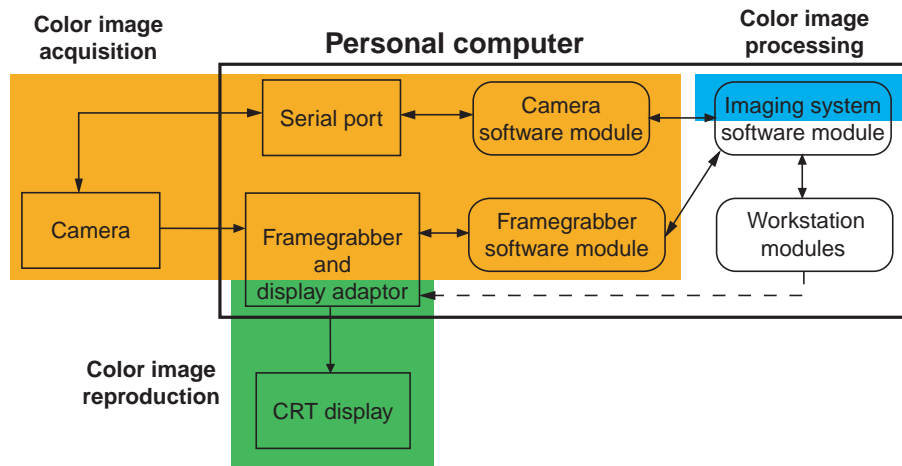 Color image
acquisition
Personal computer
Color image
processing
Serial port
Camera
software module
Imaging system
software module
Camera
Framegrabber
and
display adaptor
Framegrabber
software module
Workstation
modules
Color image
reproduction
CRT display